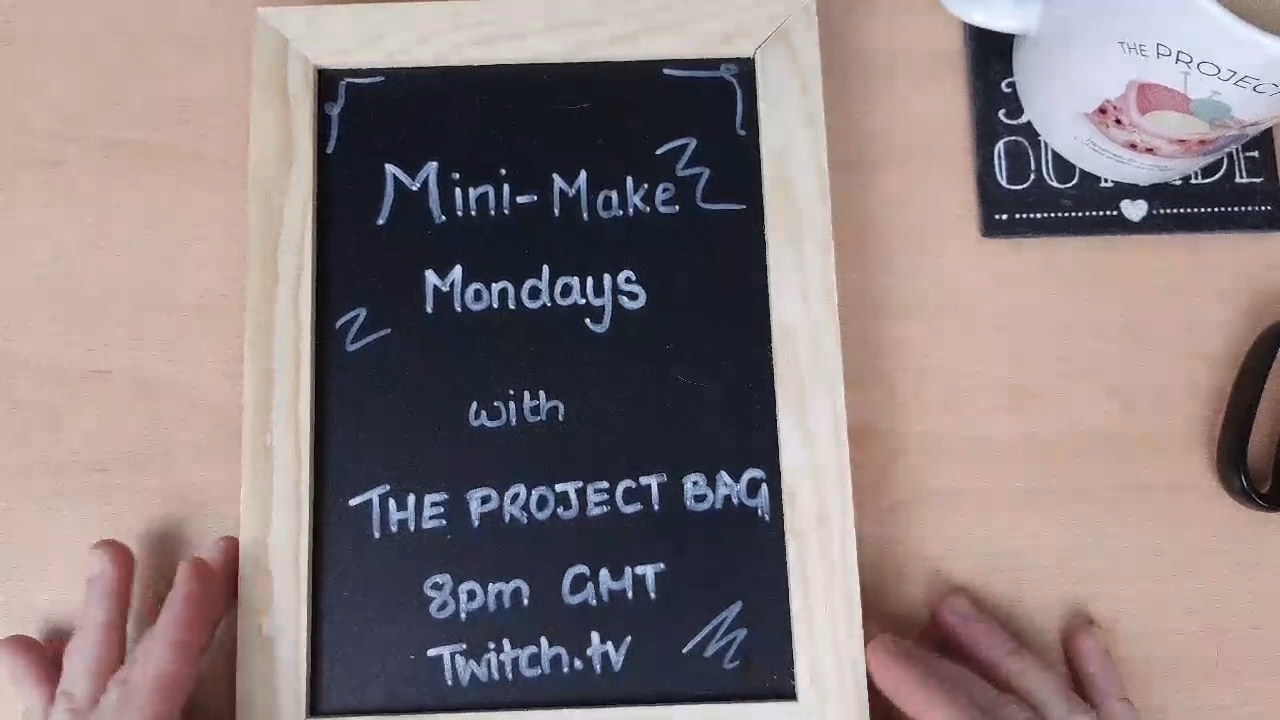 Mini-Make
Mondays
with
THE PROJECT BAG
8pm GMT
Twitch.tv
THE PROJECT